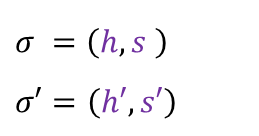 σ = (h, s )
σ′ = (h′, s′)